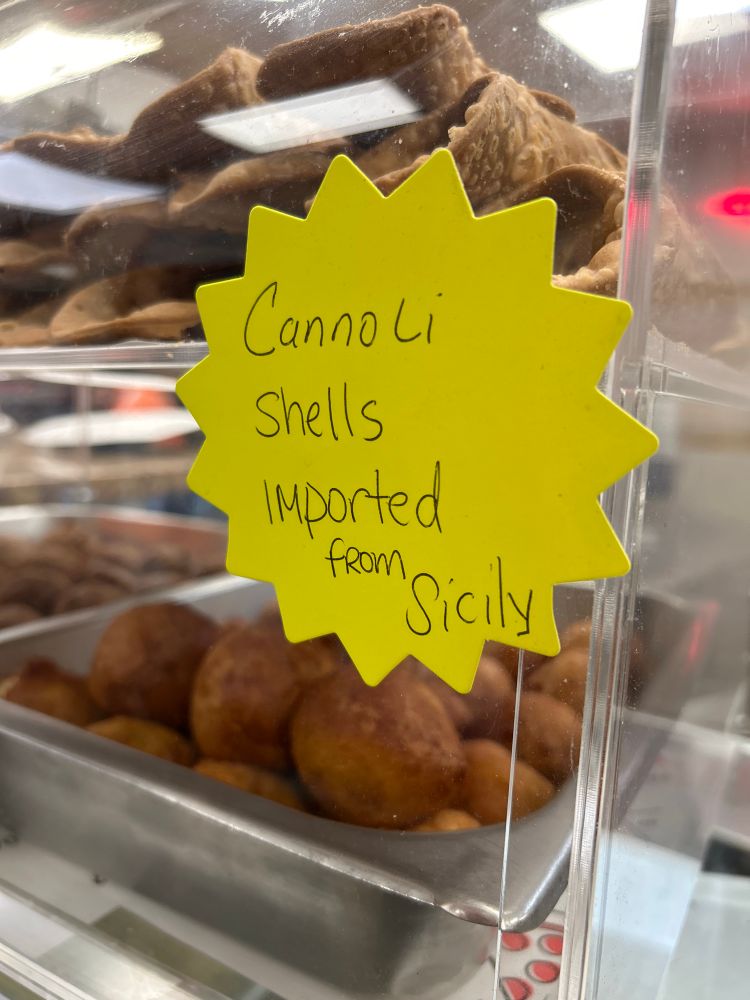 Cannoli
Shells
Imported
from
Sicily